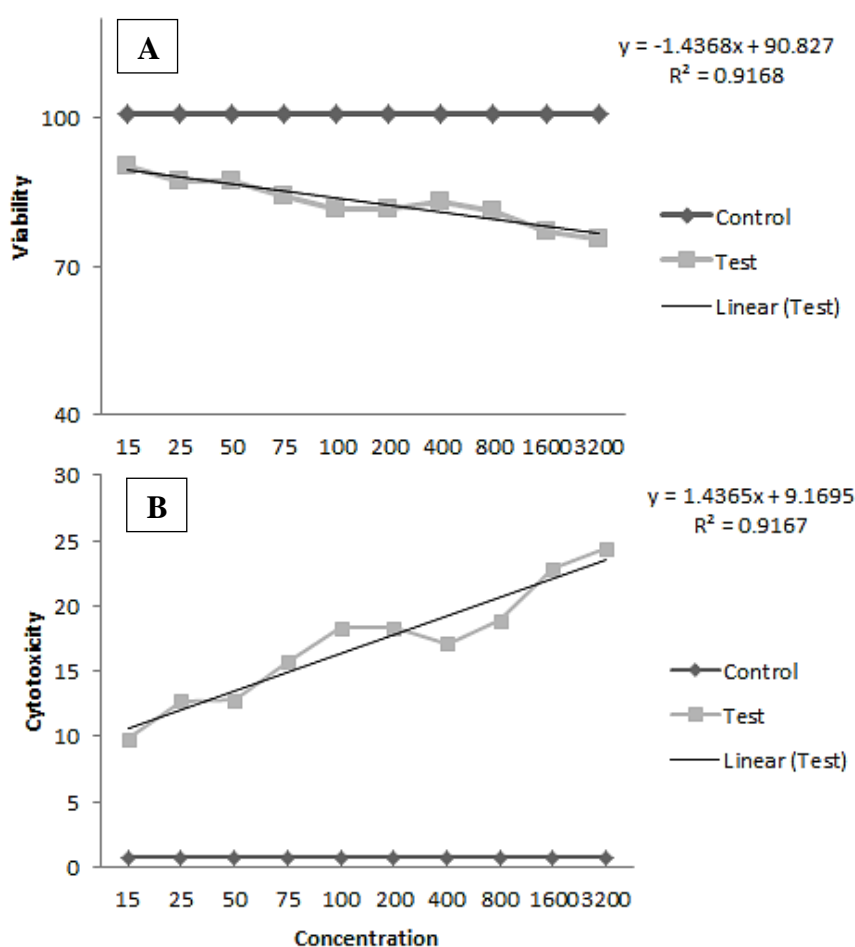 A
y = -1.4368x + 90.827
R² = 0.9168
100
70
40
Viability
Control
Test
Linear (Test)
15 25 50 75 100 200 400 800 1600 3200
B
y = 1.4365x + 9.1695
R² = 0.9167
30
25
20
15
10
5
0
Cytotoxicity
Control
Test
Linear (Test)
15 25 50 75 100 200 400 800 1600 3200
Concentration